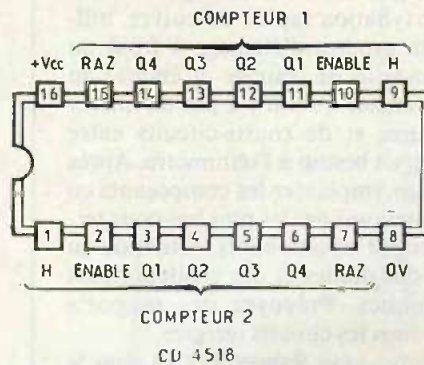 COMPTEUR 1
+Vcc RAZ Q4 Q3 Q2 Q1 ENABLE H
16 15 14 13 12 11 10 9
1 2 3 4 5 6 7 8
H ENABLE Q1 Q2 Q3 Q4 RAZ 0V
COMPTEUR 2
CD 4518